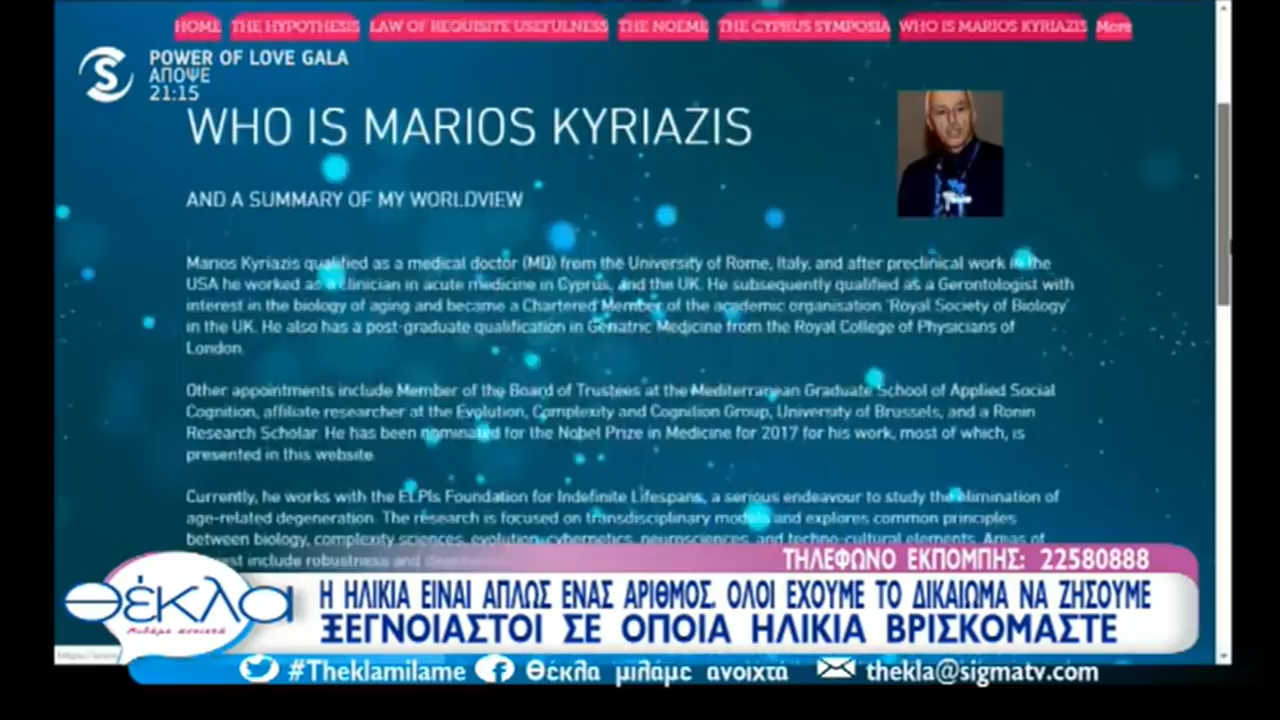 HOME THE HYPOTHESIS LAW OF REQUISITE USEFULNESS THE NOEME THE CYPRUS SYMPOSIA WHO IS MARIOS KYRIAZIS More
S
POWER OF LOVE GALA
ΑΠΟΨΕ
21:15
WHO IS MARIOS KYRIAZIS
AND A SUMMARY OF MY WORLDVIEW
Marios Kyriazis qualified as a medical doctor (MD) from the University of Rome, Italy, and after preclinical work in the
USA he worked as a clinician in acute medicine in Cyprus, and the UK. He subsequently qualified as a Gerontologist with
interest in the biology of aging and became a Chartered Member of the academic organisation "Royal Society of Biology"
in the UK. He also has a post-graduate qualification in Geriatric Medicine from the Royal College of Physicians of
London.
Other appointments include Member of the Board of Trustees at the Mediterranean Graduate School of Applied Social
Cognition, affiliate researcher at the Evolution, Complexity and Cognition Group, University of Brussels, and a Ronin
Research Scholar. He has been nominated for the Nobel Prize in Medicine for 2017 for his work, most of which, is
presented in this website.
Currently, he works with the ELPIs Foundation for Indefinite Lifespans, a serious endeavour to study the elimination of
age-related degeneration. The research is focused on transdisciplinary models and explores common principles
between biology, complexity sciences, evolution, cybernetics, neurosciences, and techno-cultural elements. Areas of
include robustness and
ΤΗΛΕΦΩΝΟ ΕΚΠΟΜΠΗΣ: 22580888
Θέκλα
Μιλάμε ανοιχτά
Η ΗΛΙΚΙΑ ΕΙΝΑΙ ΑΠΛΩΣ ΕΝΑΣ ΑΡΙΘΜΟΣ. ΟΛΟΙ ΕΧΟΥΜΕ ΤΟ ΔΙΚΑΙΩΜΑ ΝΑ ΖΗΣΟΥΜΕ
ΞΕΓΝΟΙΑΣΤΟΙ ΣΕ ΟΠΟΙΑ ΗΛΙΚΙΑ ΒΡΙΣΚΟΜΑΣΤΕ
#Theklamilame Θέκλα μιλάμε ανοιχτά thekla@sigmatv.com